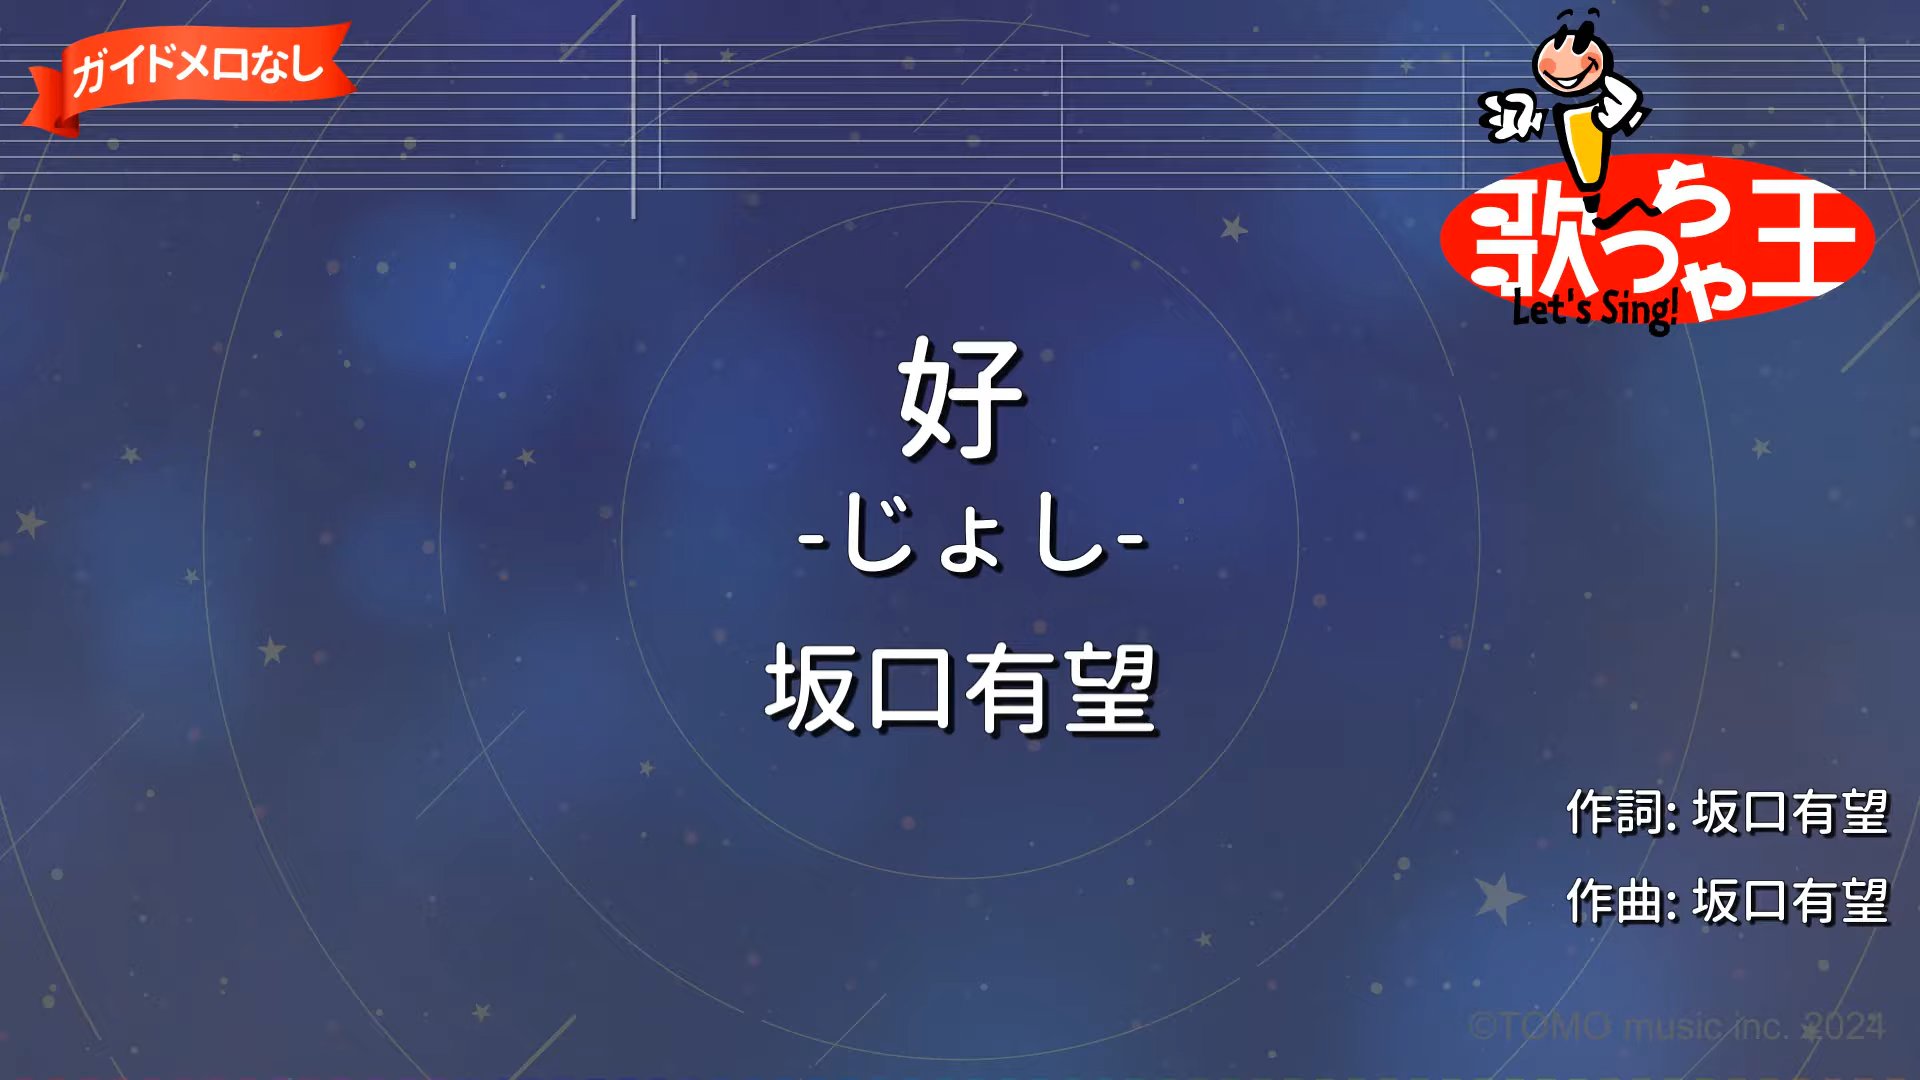 ガイドメロなし
歌っちゃ王
Let's Sing!
好
-じょし-
坂口有望
作詞: 坂口有望
作曲: 坂口有望
©TOMO music inc. 2024